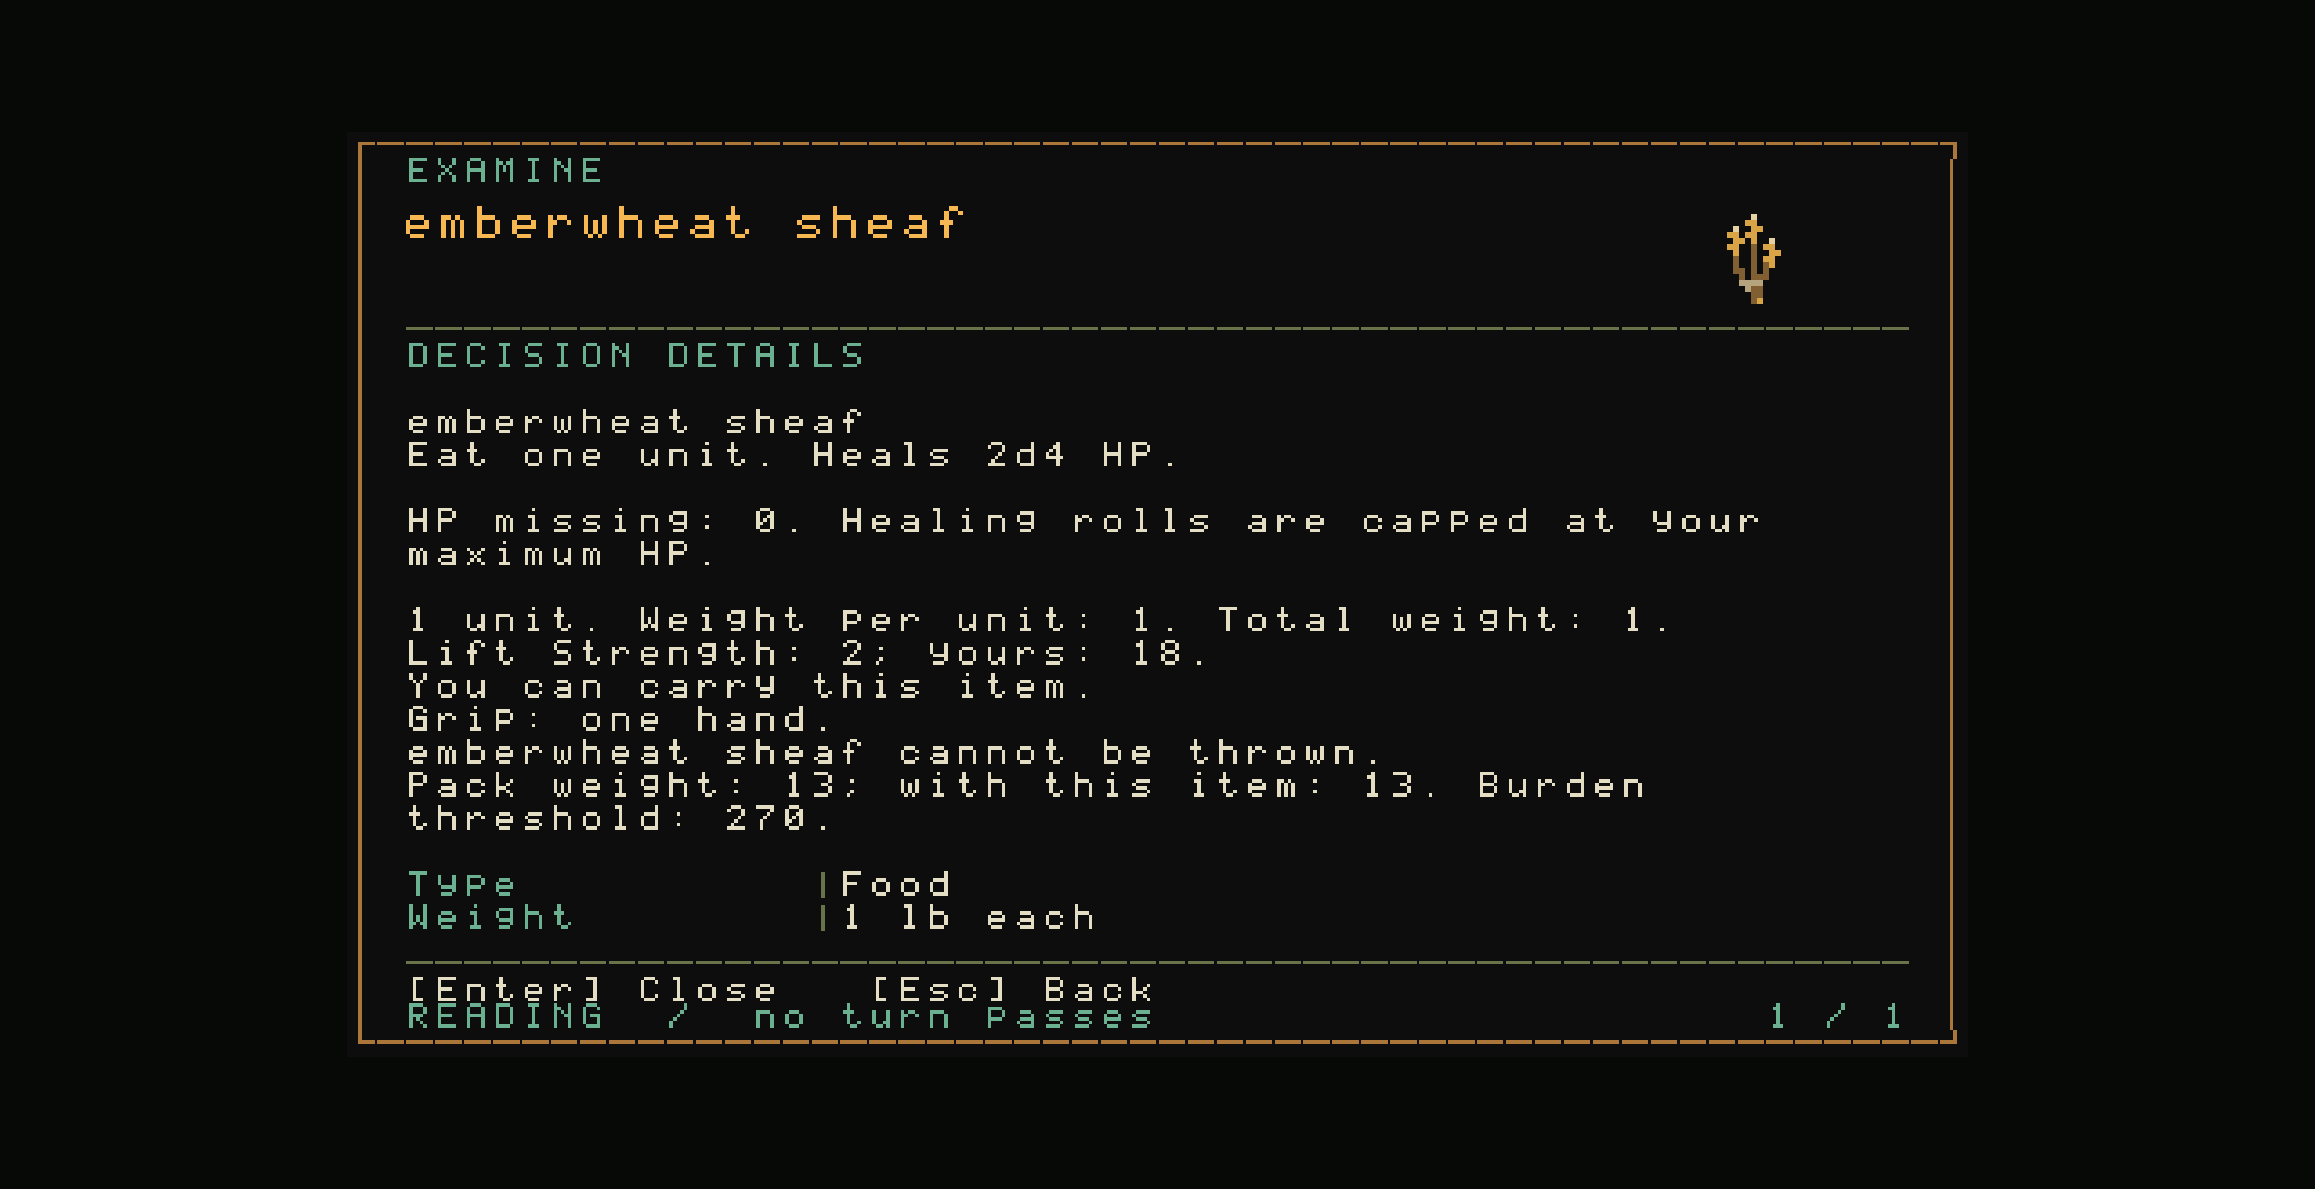 EXAMINE
emberwheat sheaf
DECISION DETAILS
emberwheat sheaf
Eat one unit. Heals 2d4 HP.
HP missing: 0. Healing rolls are capped at your
maximum HP.
1 unit. Weight per unit: 1. Total weight: 1.
Lift Strength: 2; yours: 18.
You can carry this item.
Grip: one hand.
emberwheat sheaf cannot be thrown.
Pack weight: 13; with this item: 13. Burden
threshold: 270.
Type |Food
Weight |1 lb each
[Enter] Close [Esc] Back
READING / no turn passes 1 / 1